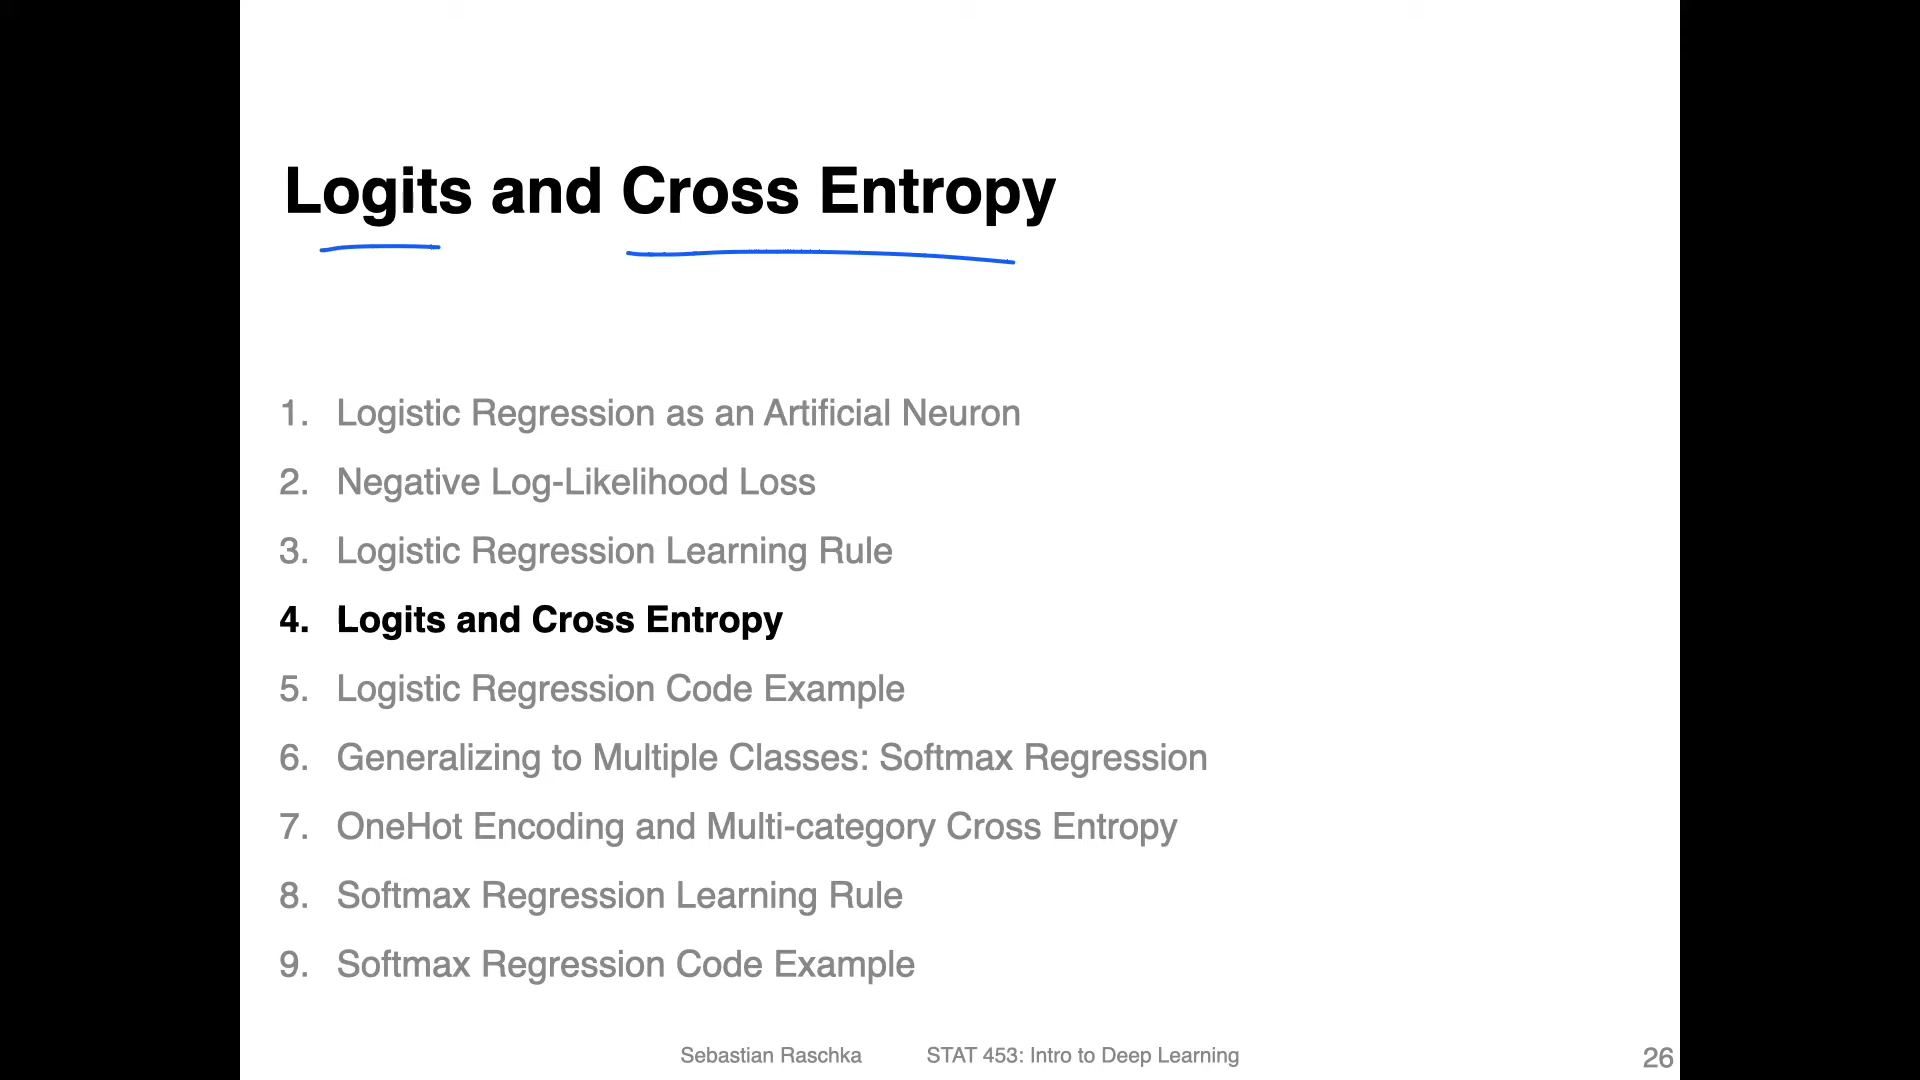 Logits and Cross Entropy
1. Logistic Regression as an Artificial Neuron
2. Negative Log-Likelihood Loss
3. Logistic Regression Learning Rule
4. Logits and Cross Entropy
5. Logistic Regression Code Example
6. Generalizing to Multiple Classes: Softmax Regression
7. OneHot Encoding and Multi-category Cross Entropy
8. Softmax Regression Learning Rule
9. Softmax Regression Code Example
Sebastian Raschka STAT 453: Intro to Deep Learning 26